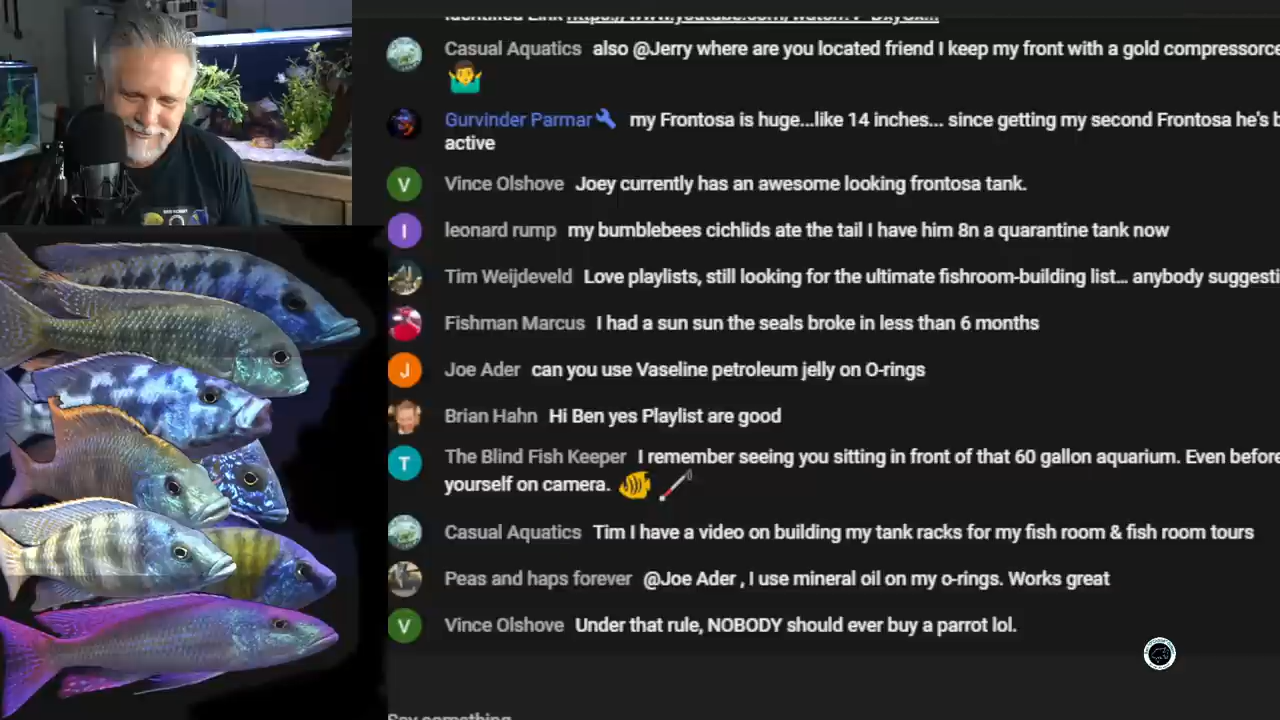 Identified Link
Casual Aquatics also @Jerry where are you located friend I keep my front with a gold compressorce
Gurvinder Parmar my Frontosa is huge...like 14 inches... since getting my second Frontosa he's b
active
Vince Olshove Joey currently has an awesome looking frontosa tank.
leonard rump my bumblebees cichlids ate the tail I have him 8n a quarantine tank now
Tim Weijdeveld Love playlists, still looking for the ultimate fishroom-building list... anybody suggesti
Fishman Marcus I had a sun sun the seals broke in less than 6 months
J
Joe Ader can you use Vaseline petroleum jelly on O-rings
Brian Hahn Hi Ben yes Playlist are good
T
The Blind Fish Keeper I remember seeing you sitting in front of that 60 gallon aquarium. Even before
yourself on camera.
Casual Aquatics Tim I have a video on building my tank racks for my fish room & fish room tours
Peas and haps forever @Joe Ader , I use mineral oil on my o-rings. Works great
V
Vince Olshove Under that rule, NOBODY should ever buy a parrot lol.
Say something